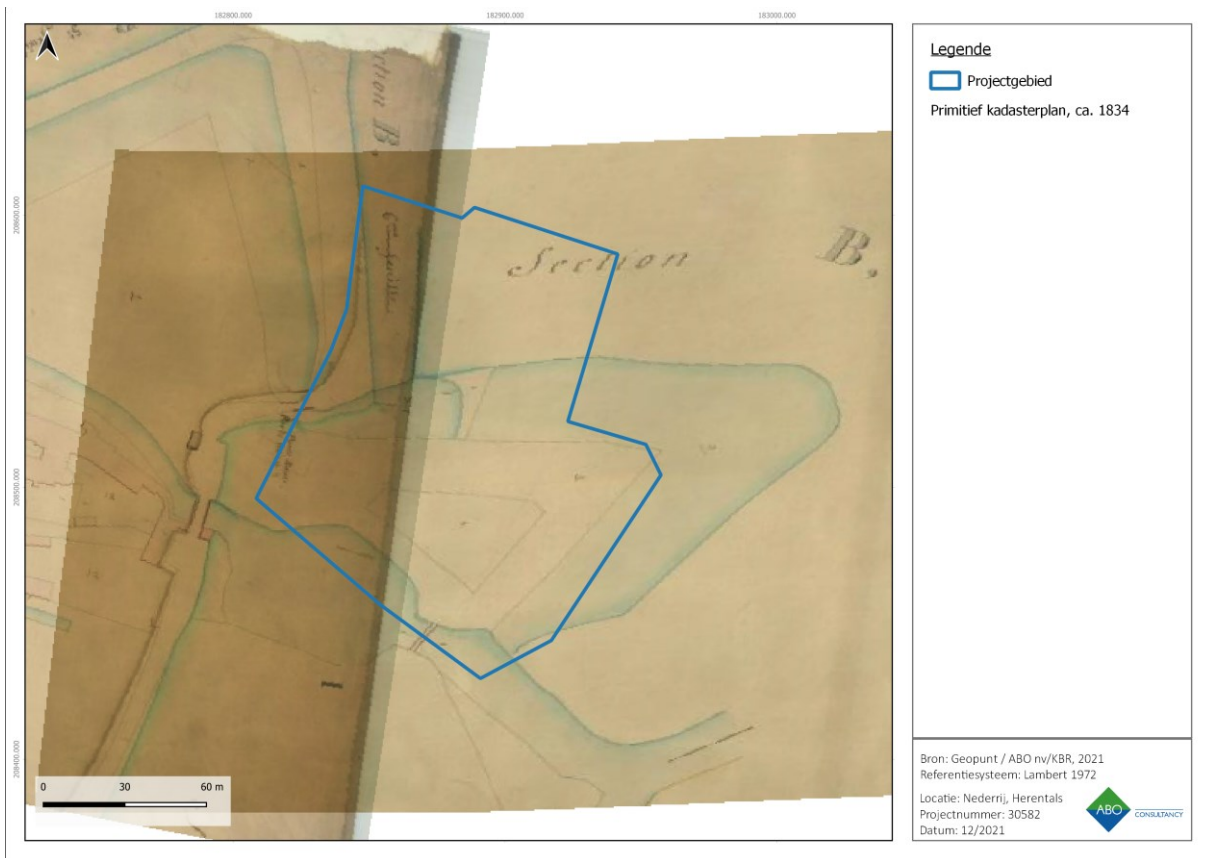 182800.000
182900.000
183000.000
208600.000
208500.000
208400.000
Section B,
ction B,
0
30
60 m
Legende
Projectgebied
Primitief kadasterplan, ca. 1834
Bron: Geopunt / ABO nv/KBR, 2021
Referentiesysteem: Lambert 1972
Locatie: Nederrij, Herentals
Projectnummer: 30582
Datum: 12/2021
ABO CONSULTANCY